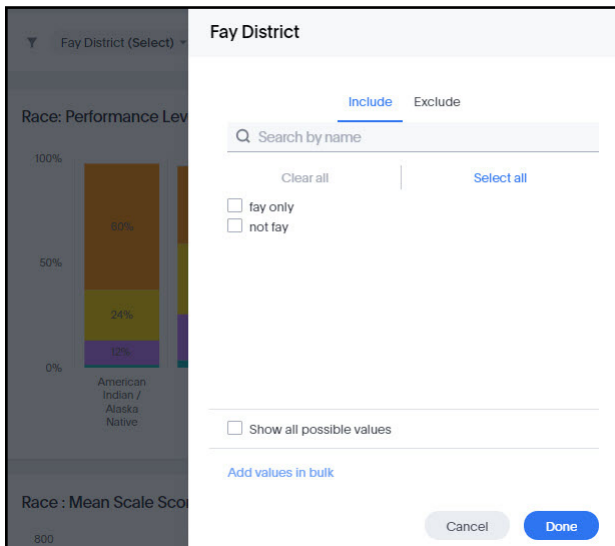 Fay District (Select)
Race: Performance Lev
100%
50%
0%
60%
24%
12%
American
Indian /
Alaska
Native
Race : Mean Scale Sco
800
Fay District
Include Exclude
Search by name
Clear all Select all
fay only
not fay
Show all possible values
Add values in bulk
Cancel Done